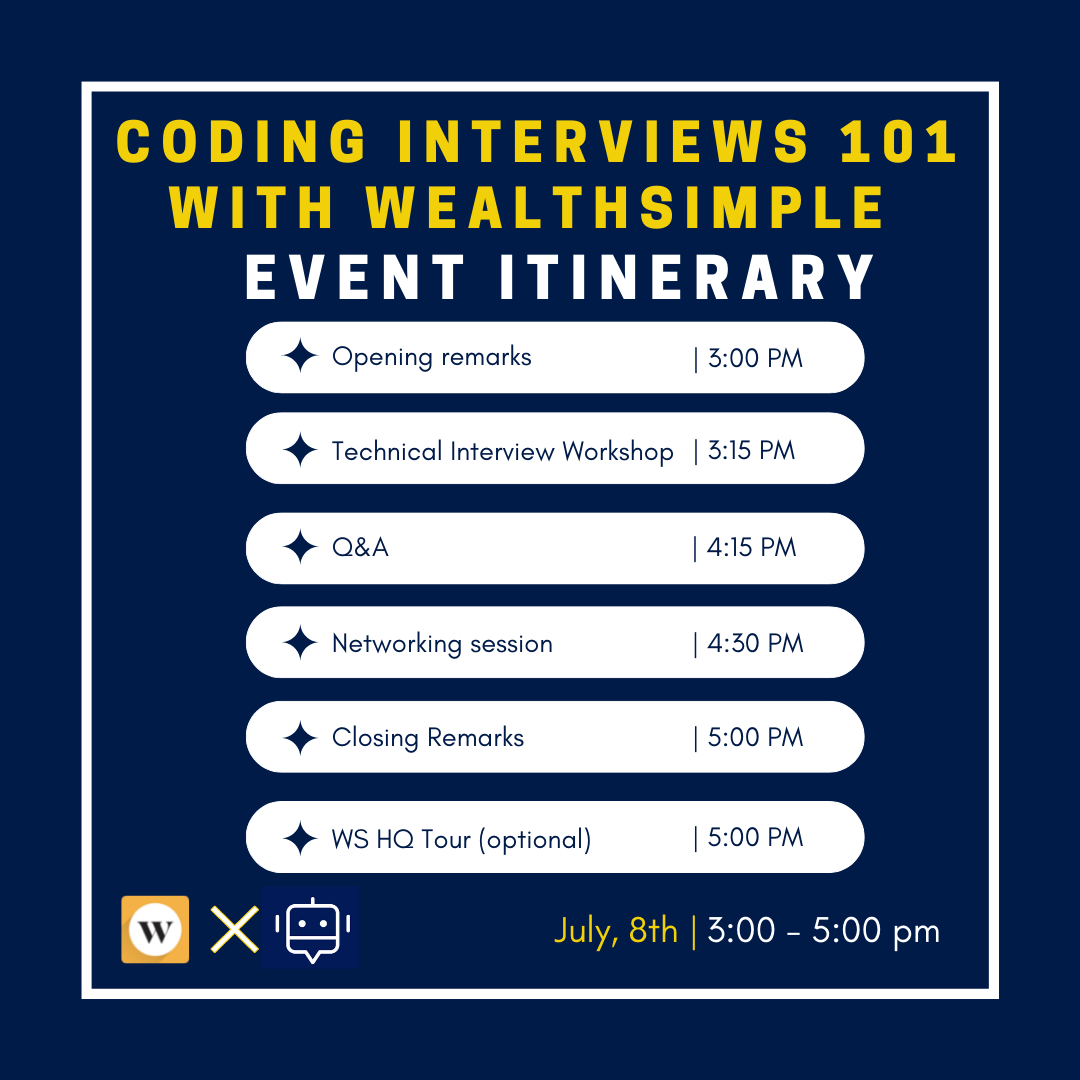 CODING INTERVIEWS 101
WITH WEALTHSIMPLE
EVENT ITINERARY
Opening remarks | 3:00 PM
Technical Interview Workshop | 3:15 PM
Q&A | 4:15 PM
Networking session | 4:30 PM
Closing Remarks | 5:00 PM
WS HQ Tour (optional) | 5:00 PM
W
July, 8th | 3:00 – 5:00 pm